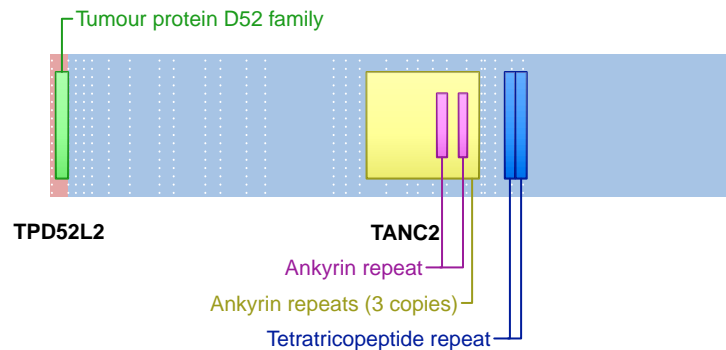 Tumour protein D52 family
TPD52L2
TANC2
Ankyrin repeat
Ankyrin repeats (3 copies)
Tetratricopeptide repeat